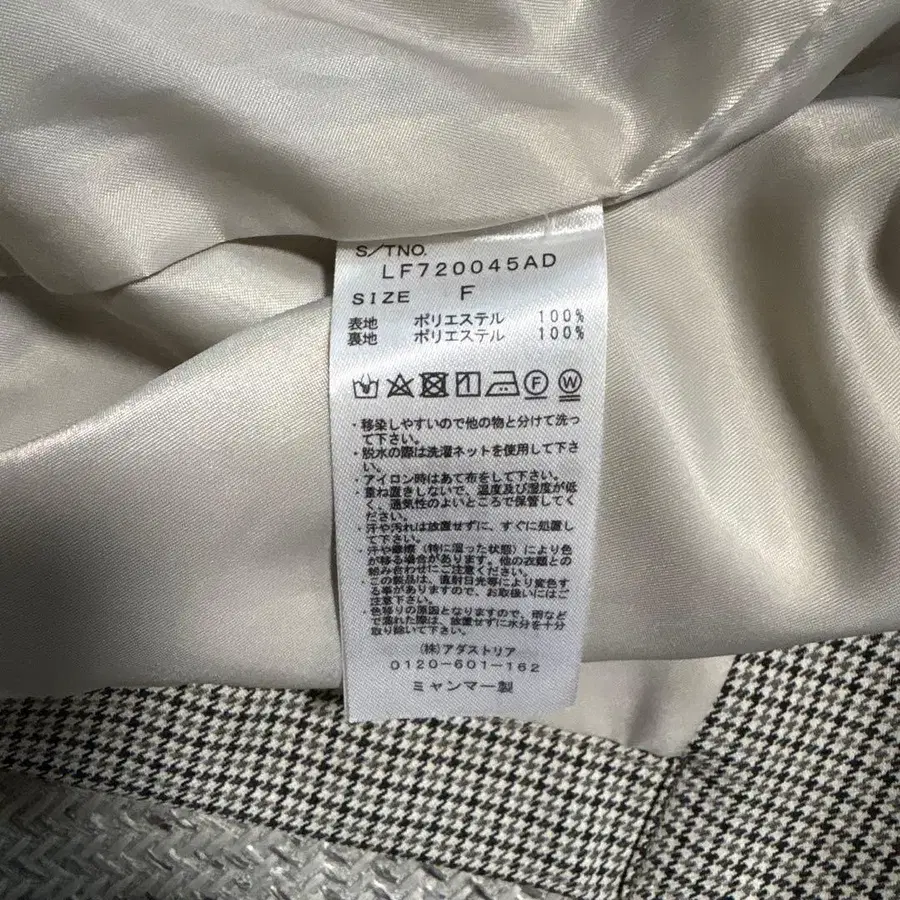 S/TNO.
LF720045AD
SIZE F
表地 ポリエステル 100%
裏地 ポリエステル 100%
F W
・移染しやすいので他の物と分けて洗っ
て下さい。
・脱水の際は洗濯ネットを使用して下さ
い。
・アイロン時はあて布をして下さい。
・重ね置きしないで、温度及び湿度が低
く、通気性のよいところで保管してく
ださい。
・汗や汚れは放置せずに、すぐに処置し
て下さい。
・汗や摩擦（特に湿った状態）により色
が移る場合があります。他の衣類との
組み合わせにご注意ください。
・この製品は、直射日光等により変色す
る事がありますので、お取扱いにはご
注意下さい。
・色移りの原因となりますので、雨など
で濡れた際は、放置せずに水分を十分
取り除いて下さい。
(株)アダストリア
0120-601-162
ミャンマー製